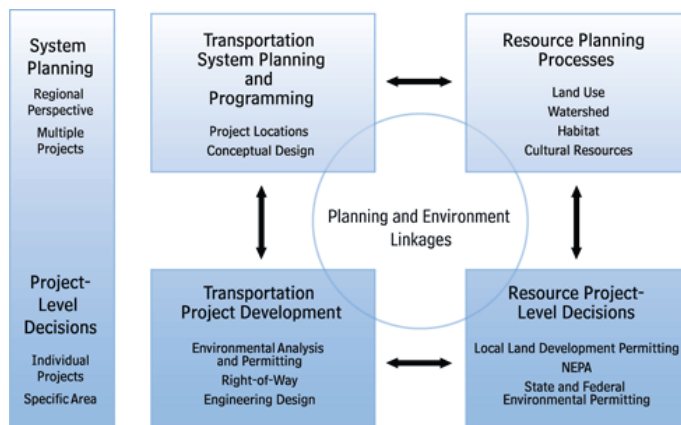 System
Planning
Regional
Perspective
Multiple
Projects
Project-
Level
Decisions
Individual
Projects
Specific Area
Transportation
System Planning
and
Programming
Project Locations
Conceptual Design
Resource Planning
Processes
Land Use
Watershed
Habitat
Cultural Resources
Planning and Environment
Linkages
Transportation
Project Development
Environmental Analysis
and Permitting
Right-of-Way
Engineering Design
Resource Project-
Level Decisions
Local Land Development Permitting
NEPA
State and Federal
Environmental Permitting